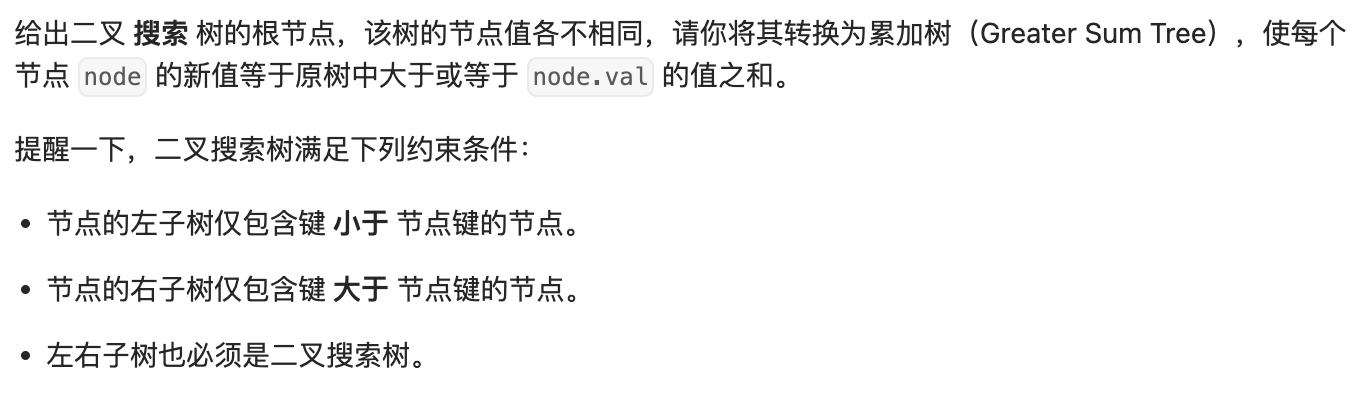 给出二叉 搜索 树的根节点，该树的节点值各不相同，请你将其转换为累加树（Greater Sum Tree），使每个
节点 node 的新值等于原树中大于或等于 node.val 的值之和。
提醒一下，二叉搜索树满足下列约束条件：
• 节点的左子树仅包含键 小于 节点键的节点。
• 节点的右子树仅包含键 大于 节点键的节点。
• 左右子树也必须是二叉搜索树。